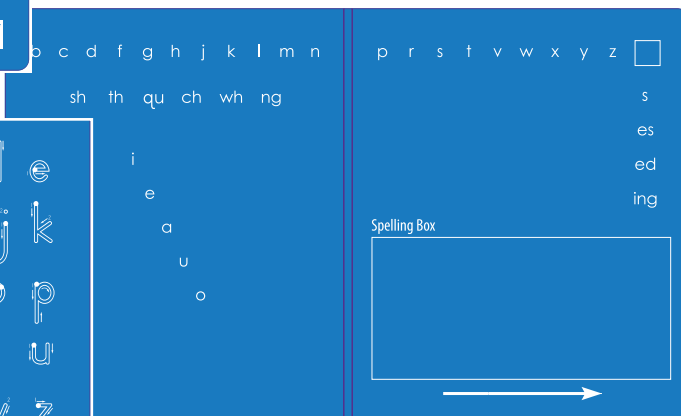 b c d f g h j k l m n
p r s t v w x y z
sh th qu ch wh ng
s
es
ed
ing
i
e
a
u
o
Spelling Box
e
j k
p
u
z